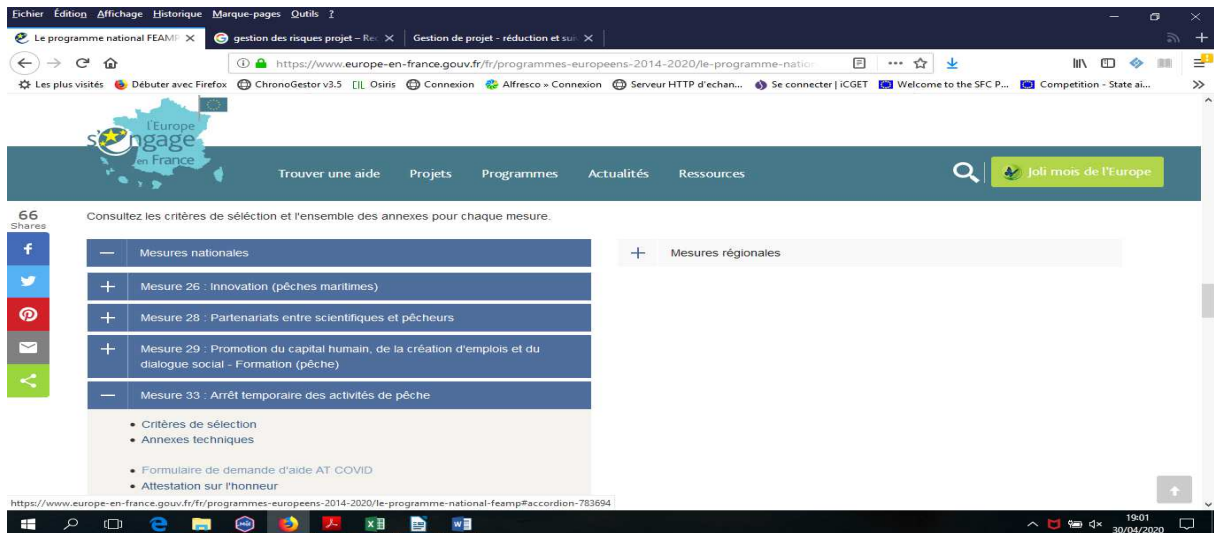 Fichier Édition Affichage Historique Marque-pages Outils ?
Le programme national FEAMP
gestion des risques projet – Rec
Gestion de projet - réduction et sui
https://www.europe-en-france.gouv.fr/fr/programmes-europeens-2014-2020/le-programme-nation
Les plus visités Débuter avec Firefox ChronoGestor v3.5 Osiris Connexion Alfresco » Connexion Serveur HTTP d'echan... Se connecter | iCGET Welcome to the SFC P... Competition - State ai...
l'Europe
s'engage
en France
Trouver une aide Projets Programmes Actualités Ressources
Joli mois de l'Europe
66
Shares
Consultez les critères de séléction et l'ensemble des annexes pour chaque mesure.
Mesures nationales
Mesures régionales
Mesure 26 : Innovation (pêches maritimes)
Mesure 28 : Partenariats entre scientifiques et pêcheurs
Mesure 29 : Promotion du capital humain, de la création d'emplois et du
dialogue social - Formation (pêche)
Mesure 33 : Arrêt temporaire des activités de pêche
• Critères de sélection
• Annexes techniques
• Formulaire de demande d'aide AT COVID
• Attestation sur l'honneur
https://www.europe-en-france.gouv.fr/fr/programmes-europeens-2014-2020/le-programme-national-feamp#accordion-783694
19:01
30/04/2020